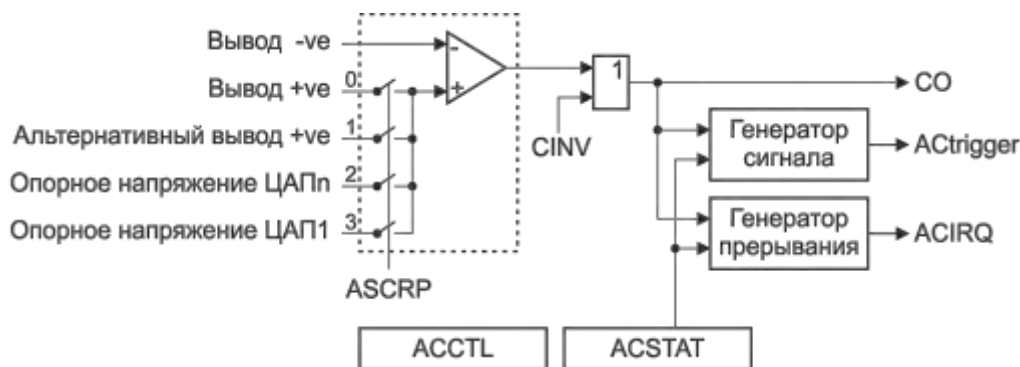 Вывод -ve
-
Вывод +ve
0
+
1
CO
Альтернативный вывод +ve
1
CINV
Генератор
сигнала
ACtrigger
Опорное напряжение ЦАПn
2
Опорное напряжение ЦАП1
3
Генератор
прерывания
ACIRQ
ASCRP
ACCTL
ACSTAT